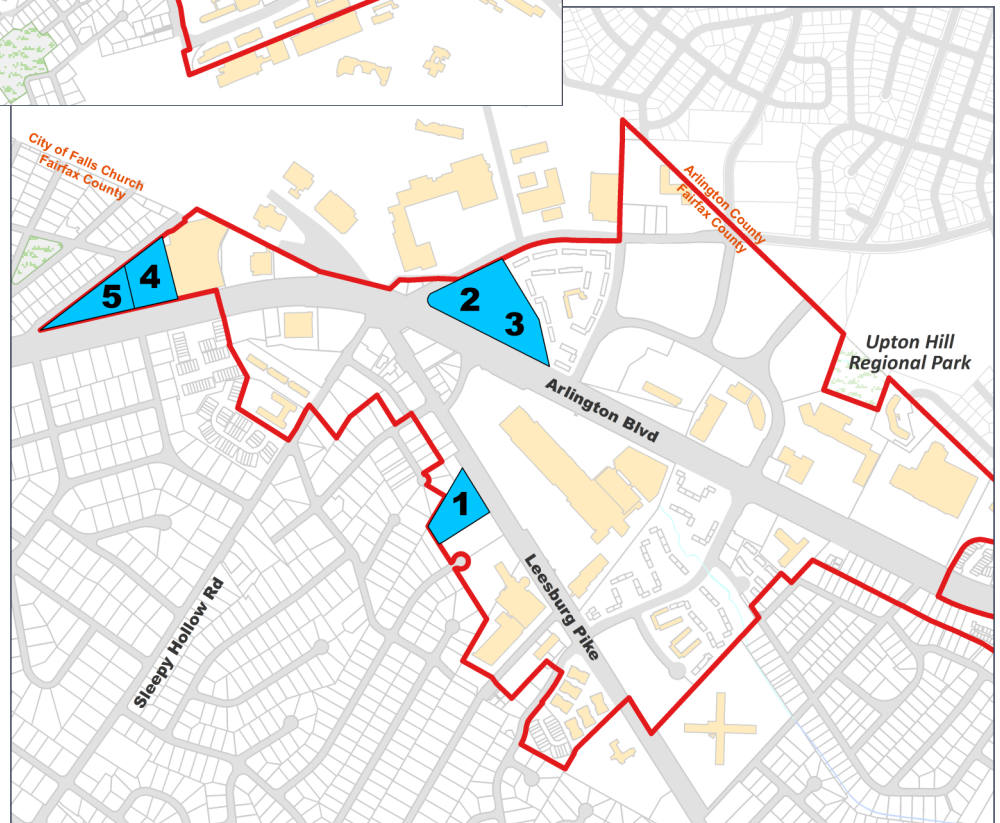 City of Falls Church
Fairfax County
Arlington County
Fairfax County
4
5
2
3
Upton Hill
Regional Park
Arlington Blvd
1
Leesburg Pike
Sleepy Hollow Rd